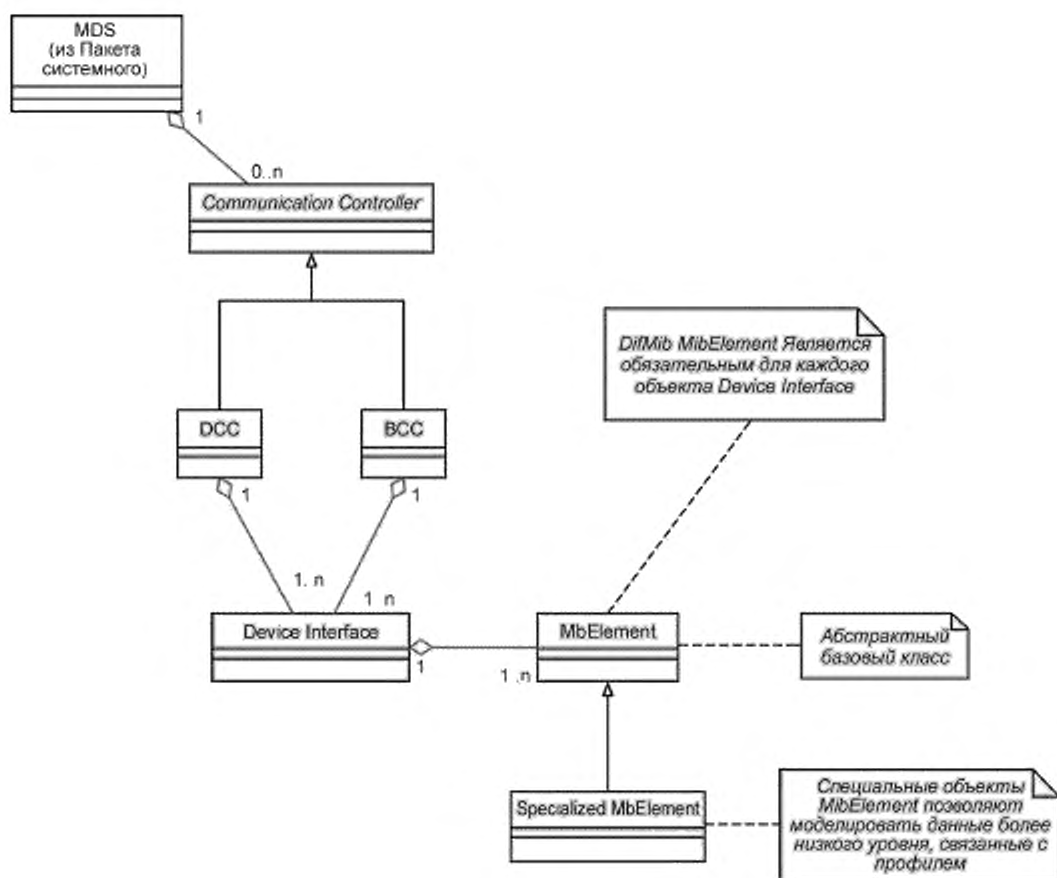 MDS
(из Пакета
системного)
1
0..n
Communication Controller
DCC
BCC
1
1
1. n
1 n
DifMib MibElement Является
обязательным для каждого
объекта Device Interface
Device Interface
1
1..n
MbElement
Абстрактный
базовый класс
Specialized MbElement
Специальные объекты
MibElement позволяют
моделировать данные более
низкого уровня, связанные с
профилем